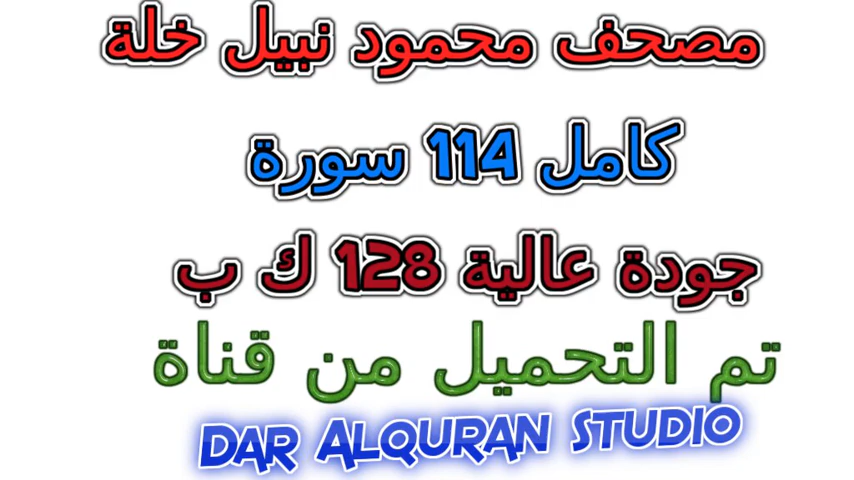 مصحف محمود نبيل خلة
كامل 114 سورة
جودة عالية 128 ك ب
تم التحميل من قناة
DAR ALQURAN STUDIO